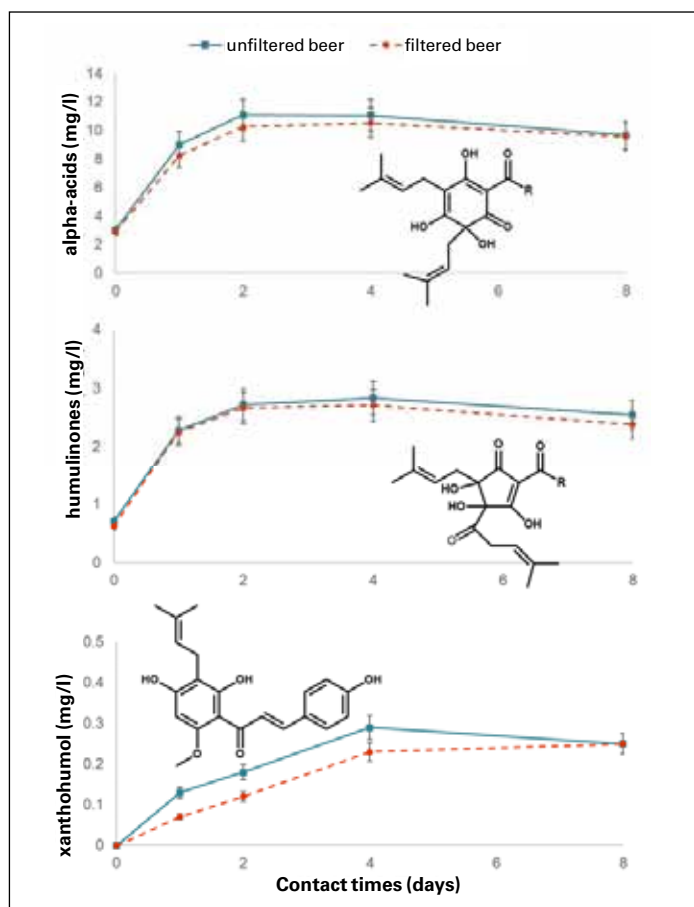 unfiltered beer filtered beer
alpha-acids (mg/l)
14
12
10
8
6
4
2
0
0 2 4 6 8
OH O
R
HO OH O
humulinones (mg/l)
4
3
2
1
0
0 2 4 6 8
O O
HO R
HO OH
O
xanthohumol (mg/l)
0.5
0.4
0.3
0.2
0.1
0
HO OH OH
O O
0 2 4 6 8
Contact times (days)